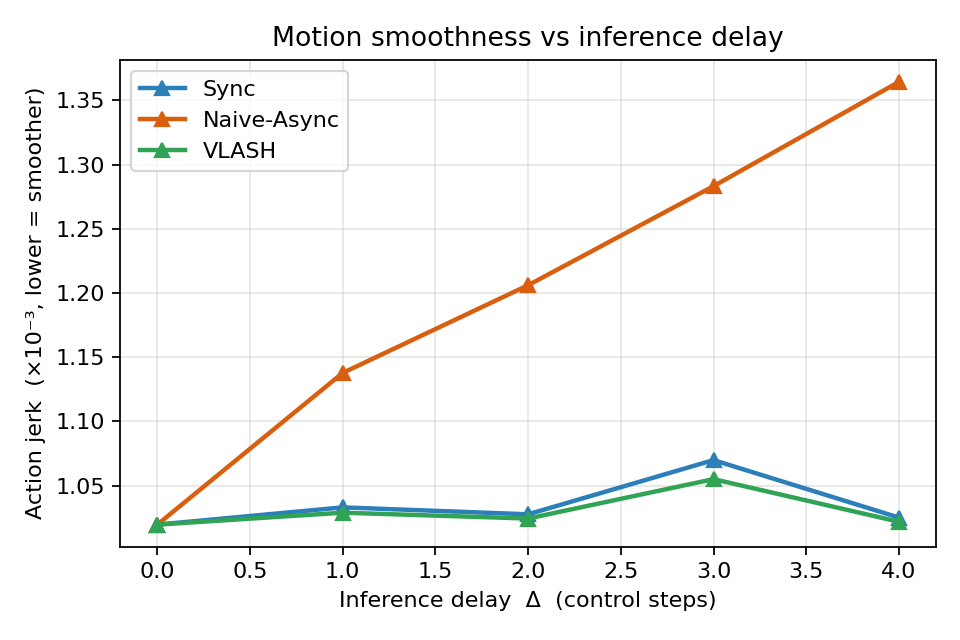 Motion smoothness vs inference delay
Sync
Naive-Async
VLASH
Action jerk (×10⁻³, lower = smoother)
1.35
1.30
1.25
1.20
1.15
1.10
1.05
0.0 0.5 1.0 1.5 2.0 2.5 3.0 3.5 4.0
Inference delay Δ (control steps)